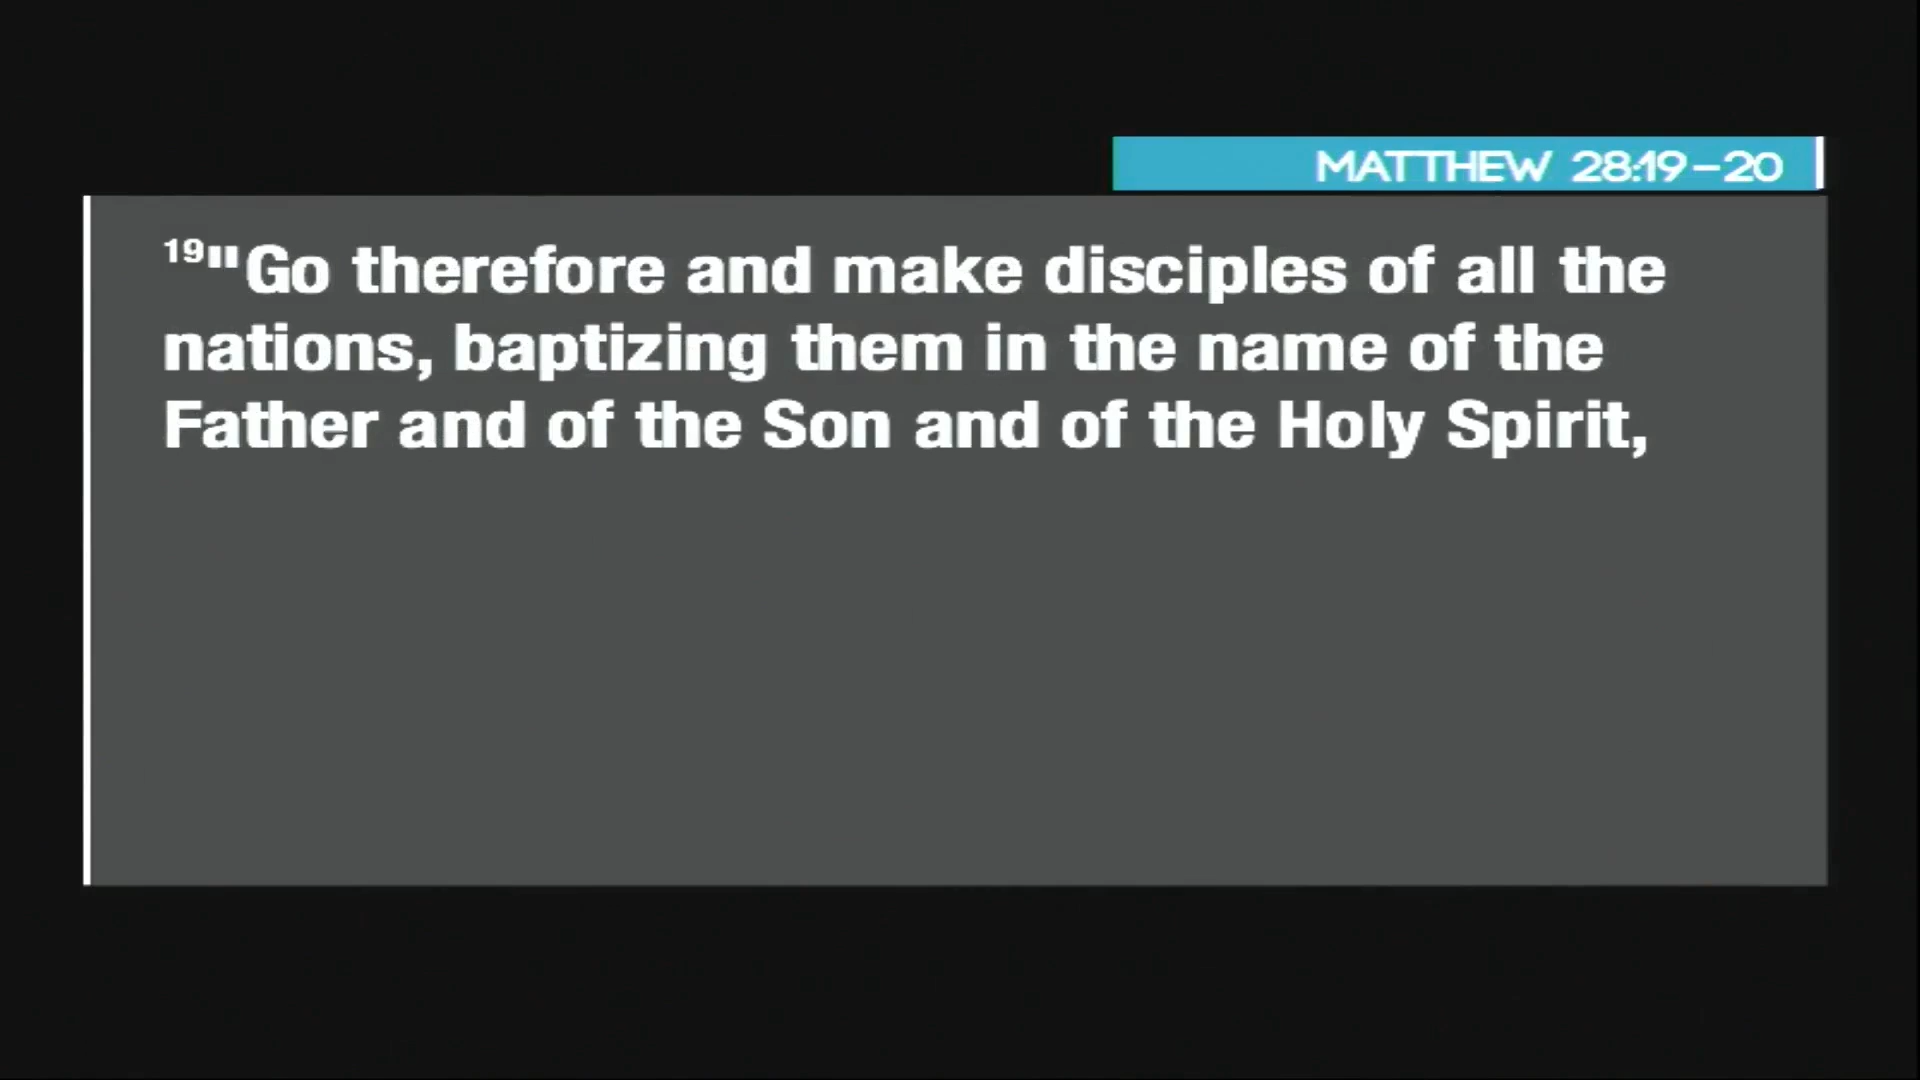 MATTHEW 28:19-20
19"Go therefore and make disciples of all the
nations, baptizing them in the name of the
Father and of the Son and of the Holy Spirit,